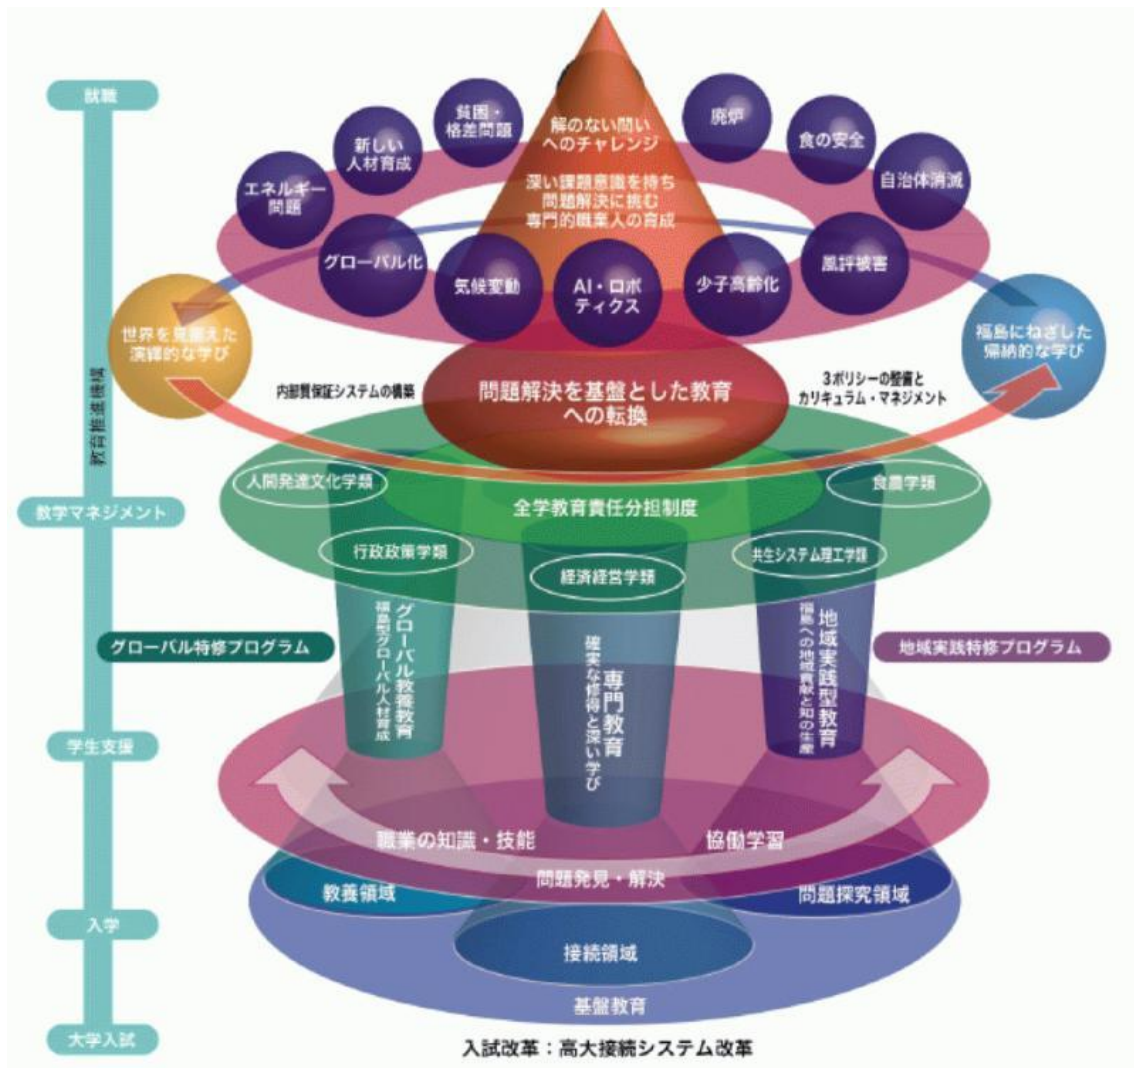 就職
貧困・
格差問題
廃炉
解のない問い
へのチャレンジ
新しい
人材育成
食の安全
エネルギー
問題
深い課題意識を持ち
問題解決に挑む
専門的職業人の育成
自治体消滅
グローバル化
気候変動
AI・ロボ
ティクス
少子高齢化
風評被害
世界を見据えた
演繹的な学び
福島にねざした
帰納的な学び
内部質保証システムの構築
問題解決を基盤とした教育
への転換
3ポリシーの整備と
カリキュラム・マネジメント
教育推進機構
人間発達文化学類
食農学類
全学教育責任分担制度
教学マネジメント
行政政策学類
経済経営学類
共生システム理工学類
グローバル特修プログラム
グローバル教養教育
福島型グローバル人材育成
専門教育
確実な修得と深い学び
地域実践型教育
福島への地域貢献と知の生産
地域実践特修プログラム
学生支援
職業の知識・技能
協働学習
問題発見・解決
教養領域
問題探究領域
入学
接続領域
基盤教育
大学入試
入試改革：高大接続システム改革